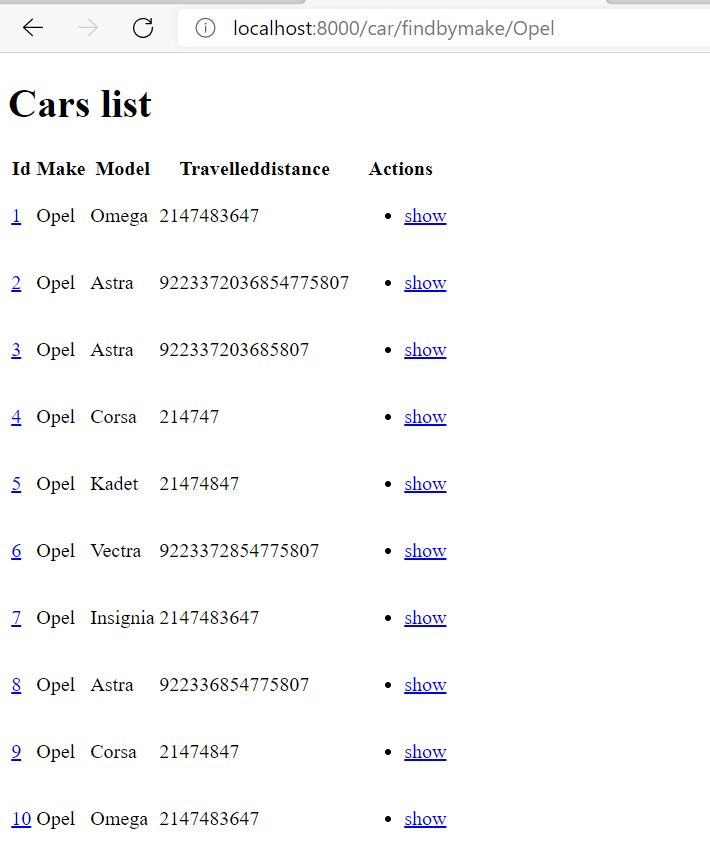 localhost:8000/car/findbymake/Opel
Cars list
Id Make Model Travelleddistance Actions
1 Opel Omega 2147483647 • show
2 Opel Astra 9223372036854775807 • show
3 Opel Astra 922337203685807 • show
4 Opel Corsa 214747 • show
5 Opel Kadet 21474847 • show
6 Opel Vectra 9223372854775807 • show
7 Opel Insignia 2147483647 • show
8 Opel Astra 922336854775807 • show
9 Opel Corsa 21474847 • show
10 Opel Omega 2147483647 • show